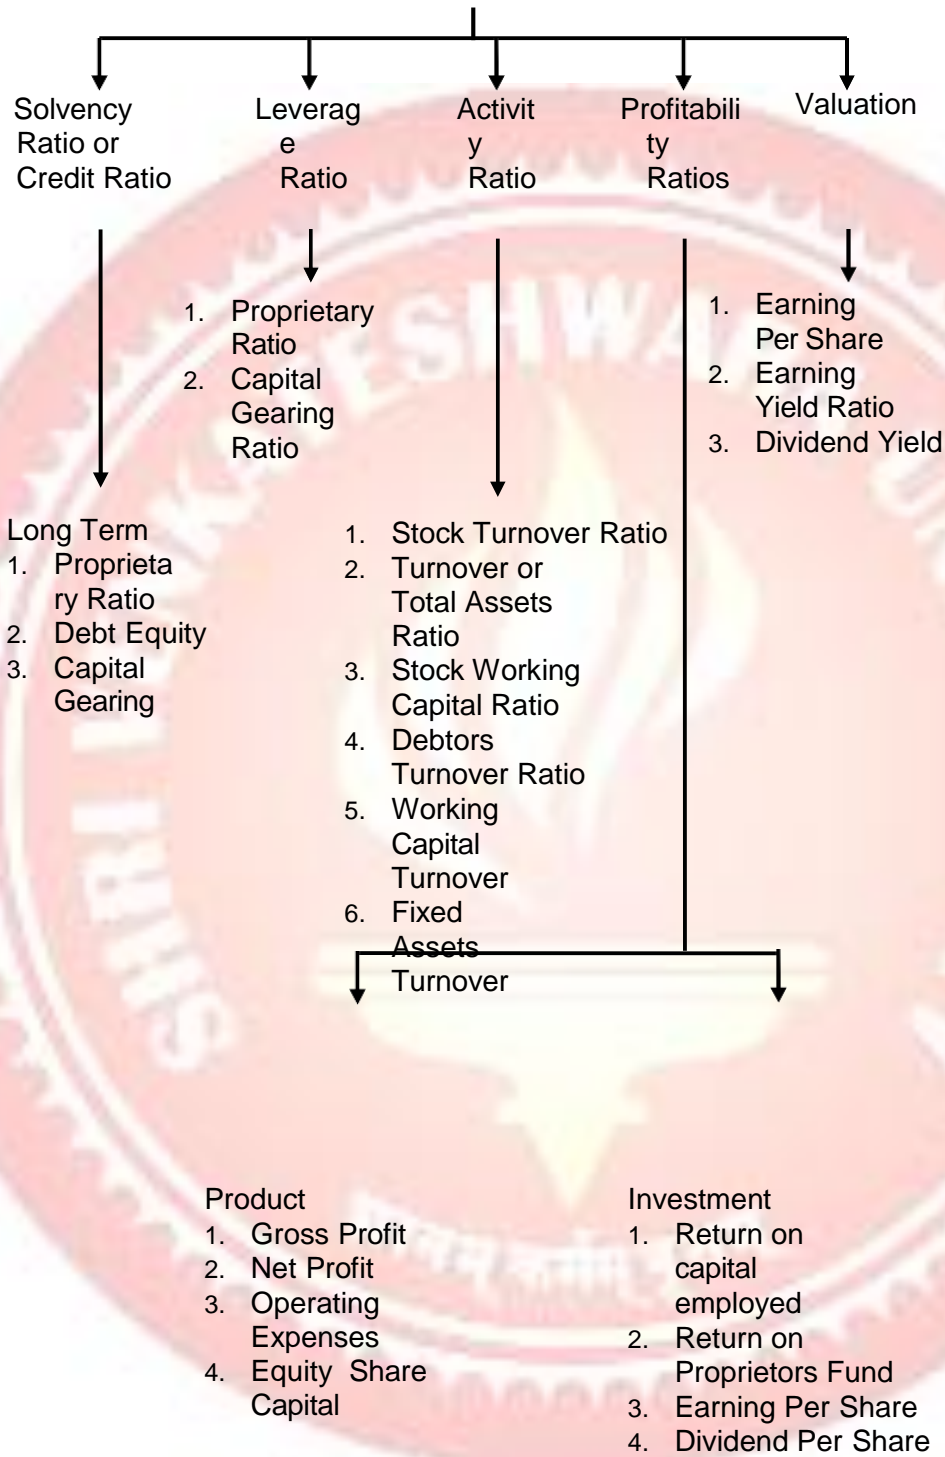 Solvency
Ratio or
Credit Ratio
Leverag
e
Ratio
Activit
y
Ratio
Profitabili
ty
Ratios
Valuation
1. Proprietary
Ratio
2. Capital
Gearing
Ratio
1. Earning
Per Share
2. Earning
Yield Ratio
3. Dividend Yield
Long Term
1. Proprieta
ry Ratio
2. Debt Equity
3. Capital
Gearing
1. Stock Turnover Ratio
2. Turnover or
Total Assets
Ratio
3. Stock Working
Capital Ratio
4. Debtors
Turnover Ratio
5. Working
Capital
Turnover
6. Fixed
Assets
Turnover
Product
1. Gross Profit
2. Net Profit
3. Operating
Expenses
4. Equity Share
Capital
Investment
1. Return on
capital
employed
2. Return on
Proprietors Fund
3. Earning Per Share
4. Dividend Per Share
SHRI